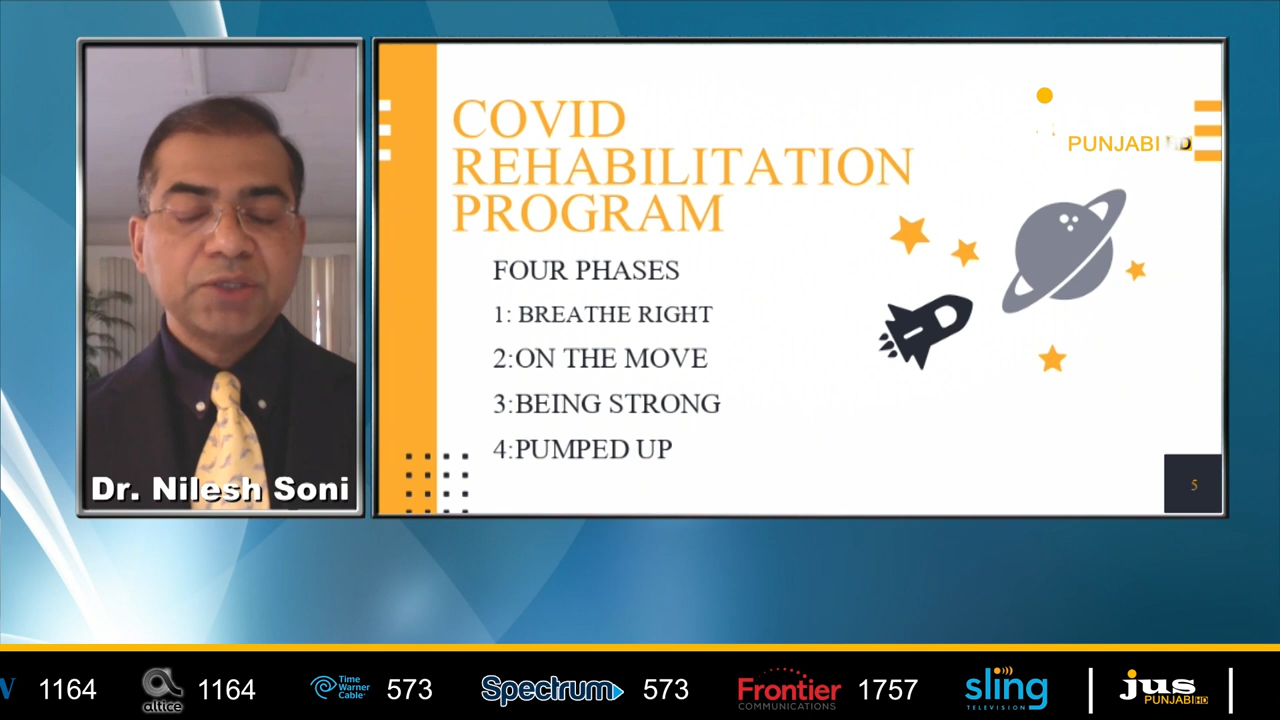 COVID
REHABILITATION
PROGRAM
FOUR PHASES
1: BREATHE RIGHT
2:ON THE MOVE
3:BEING STRONG
4:PUMPED UP
5
PUNJABI HD
Dr. Nilesh Soni
1164
altice 1164
Time Warner Cable 573
Spectrum 573
Frontier COMMUNICATIONS 1757
sling TELEVISION
jus PUNJABI HD